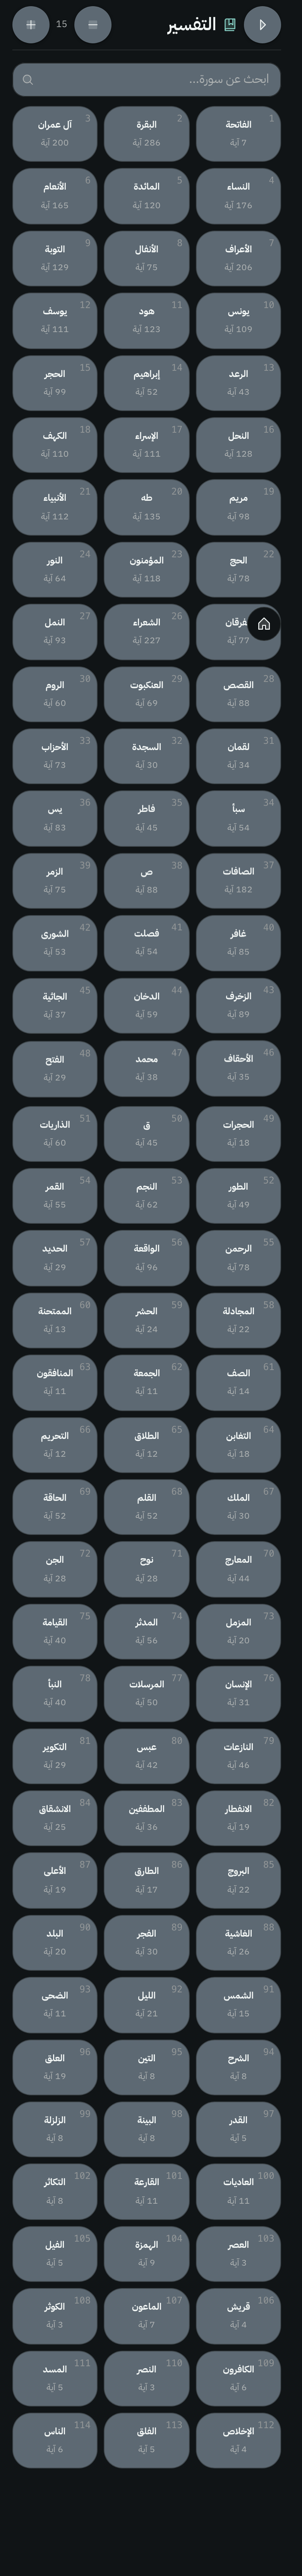 التفسير
15
ابحث عن سورة...
1
الفاتحة
7 آية
2
البقرة
286 آية
3
آل عمران
200 آية
4
النساء
176 آية
5
المائدة
120 آية
6
الأنعام
165 آية
7
الأعراف
206 آية
8
الأنفال
75 آية
9
التوبة
129 آية
10
يونس
109 آية
11
هود
123 آية
12
يوسف
111 آية
13
الرعد
43 آية
14
إبراهيم
52 آية
15
الحجر
99 آية
16
النحل
128 آية
17
الإسراء
111 آية
18
الكهف
110 آية
19
مريم
98 آية
20
طه
135 آية
21
الأنبياء
112 آية
22
الحج
78 آية
23
المؤمنون
118 آية
24
النور
64 آية
77 آية
26
الشعراء
227 آية
27
النمل
93 آية
28
القصص
88 آية
29
العنكبوت
69 آية
30
الروم
60 آية
31
لقمان
34 آية
32
السجدة
30 آية
33
الأحزاب
73 آية
34
سبأ
54 آية
35
فاطر
45 آية
36
يس
83 آية
37
الصافات
182 آية
38
ص
88 آية
39
الزمر
75 آية
40
غافر
85 آية
41
فصلت
54 آية
42
الشورى
53 آية
43
الزخرف
89 آية
44
الدخان
59 آية
45
الجاثية
37 آية
46
الأحقاف
35 آية
47
محمد
38 آية
48
الفتح
29 آية
49
الحجرات
18 آية
50
ق
45 آية
51
الذاريات
60 آية
52
الطور
49 آية
53
النجم
62 آية
54
القمر
55 آية
55
الرحمن
78 آية
56
الواقعة
96 آية
57
الحديد
29 آية
58
المجادلة
22 آية
59
الحشر
24 آية
60
الممتحنة
13 آية
61
الصف
14 آية
62
الجمعة
11 آية
63
المنافقون
11 آية
64
التغابن
18 آية
65
الطلاق
12 آية
66
التحريم
12 آية
67
الملك
30 آية
68
القلم
52 آية
69
الحاقة
52 آية
70
المعارج
44 آية
71
نوح
28 آية
72
الجن
28 آية
73
المزمل
20 آية
74
المدثر
56 آية
75
القيامة
40 آية
76
الإنسان
31 آية
77
المرسلات
50 آية
78
النبأ
40 آية
79
النازعات
46 آية
80
عبس
42 آية
81
التكوير
29 آية
82
الانفطار
19 آية
83
المطففين
36 آية
84
الانشقاق
25 آية
85
البروج
22 آية
86
الطارق
17 آية
87
الأعلى
19 آية
88
الغاشية
26 آية
89
الفجر
30 آية
90
البلد
20 آية
91
الشمس
15 آية
92
الليل
21 آية
93
الضحى
11 آية
94
الشرح
8 آية
95
التين
8 آية
96
العلق
19 آية
97
القدر
5 آية
98
البينة
8 آية
99
الزلزلة
8 آية
100
العاديات
11 آية
101
القارعة
11 آية
102
التكاثر
8 آية
103
العصر
3 آية
104
الهمزة
9 آية
105
الفيل
5 آية
106
قريش
4 آية
107
الماعون
7 آية
108
الكوثر
3 آية
109
الكافرون
6 آية
110
النصر
3 آية
111
المسد
5 آية
112
الإخلاص
4 آية
113
الفلق
5 آية
114
الناس
6 آية